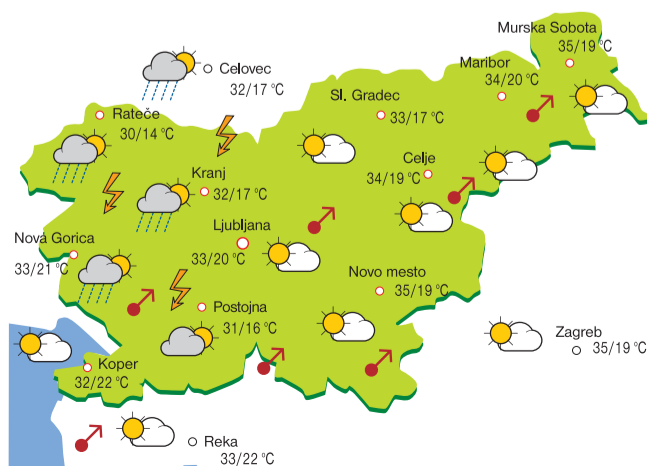 Murska Sobota
35/19 °C
Maribor
34/20 °C
Celovec
32/17 °C
Sl. Gradec
33/17 °C
Rateče
30/14 °C
Kranj
32/17 °C
Celje
34/19 °C
Ljubljana
33/20 °C
Nova Gorica
33/21 °C
Novo mesto
35/19 °C
Postojna
31/16 °C
Zagreb
35/19 °C
Koper
32/22 °C
Reka
33/22 °C